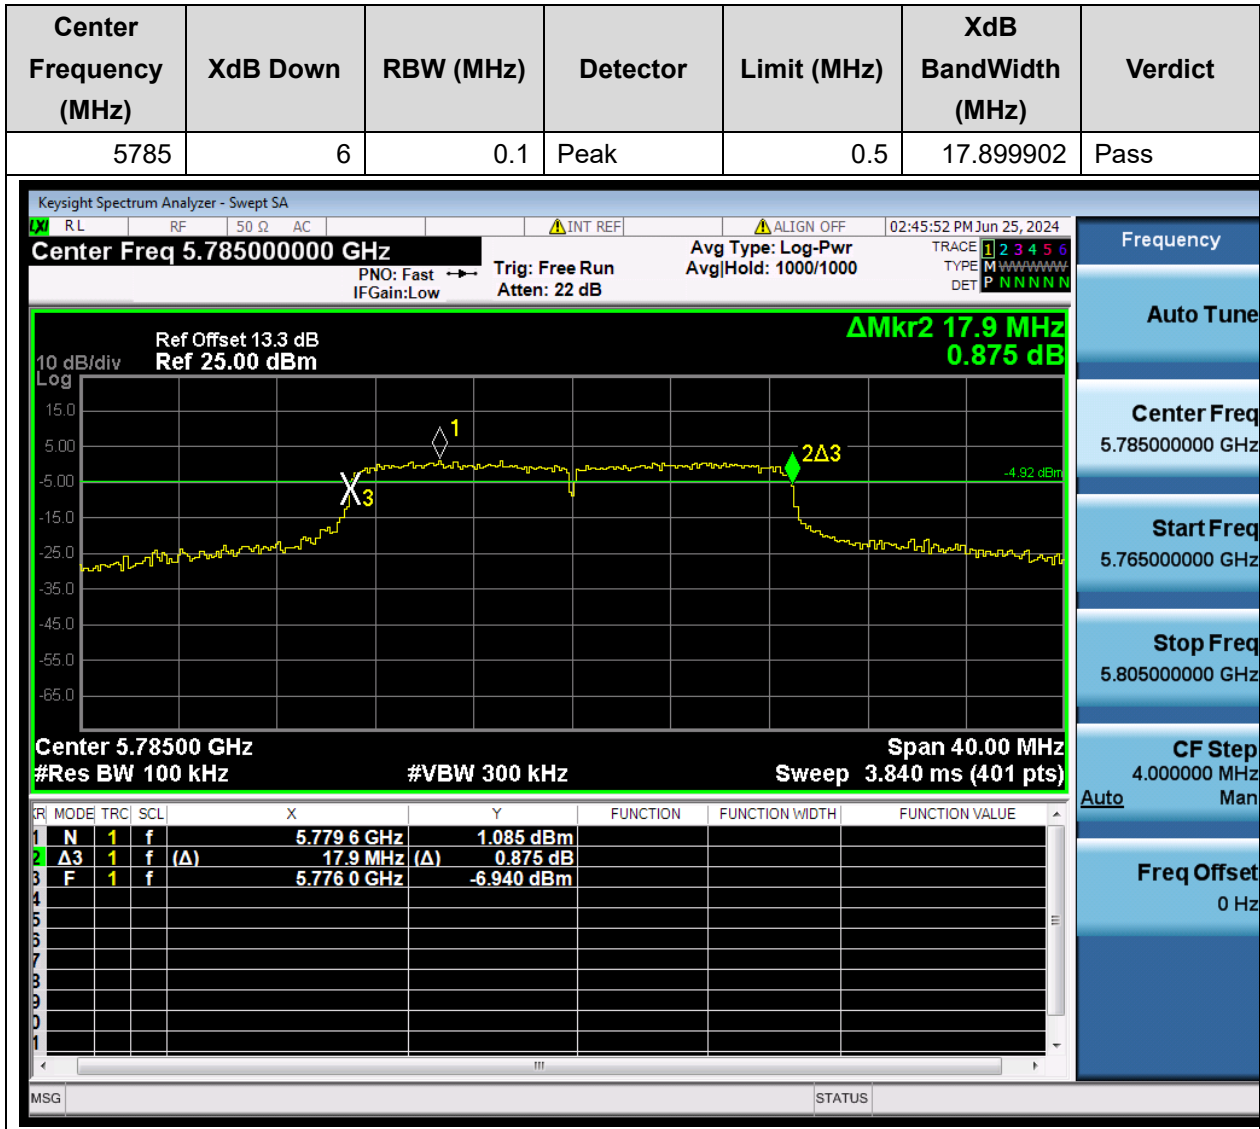 Center Frequency (MHz) XdB Down RBW (MHz) Detector Limit (MHz) XdB BandWidth (MHz) Verdict
5785 6 0.1 Peak 0.5 17.899902 Pass
Keysight Spectrum Analyzer - Swept SA
LXI RL RF 50 Ω AC INT REF ALIGN OFF 02:45:52 PM Jun 25, 2024
Center Freq 5.785000000 GHz
PNO: Fast
IFGain:Low
Trig: Free Run
Atten: 22 dB
Avg Type: Log-Pwr
Avg|Hold: 1000/1000
TRACE 1 2 3 4 5 6
TYPE M WWWWW
DET P N N N N N
ΔMkr2 17.9 MHz
0.875 dB
Ref Offset 13.3 dB
10 dB/div Ref 25.00 dBm
Log
15.0
5.00
-5.00
-15.0
-25.0
-35.0
-45.0
-55.0
-65.0
1
2Δ3
3
-4.92 dBm
Center 5.78500 GHz Span 40.00 MHz
#Res BW 100 kHz #VBW 300 kHz Sweep 3.840 ms (401 pts)
KR MODE TRC SCL X Y FUNCTION FUNCTION WIDTH FUNCTION VALUE
1 N 1 f 5.779 6 GHz 1.085 dBm
2 Δ3 1 f (Δ) 17.9 MHz (Δ) 0.875 dB
3 F 1 f 5.776 0 GHz -6.940 dBm
4
5
6
7
8
9
0
1
MSG STATUS
Frequency
Auto Tune
Center Freq
5.785000000 GHz
Start Freq
5.765000000 GHz
Stop Freq
5.805000000 GHz
CF Step
4.000000 MHz
Auto Man
Freq Offset
0 Hz